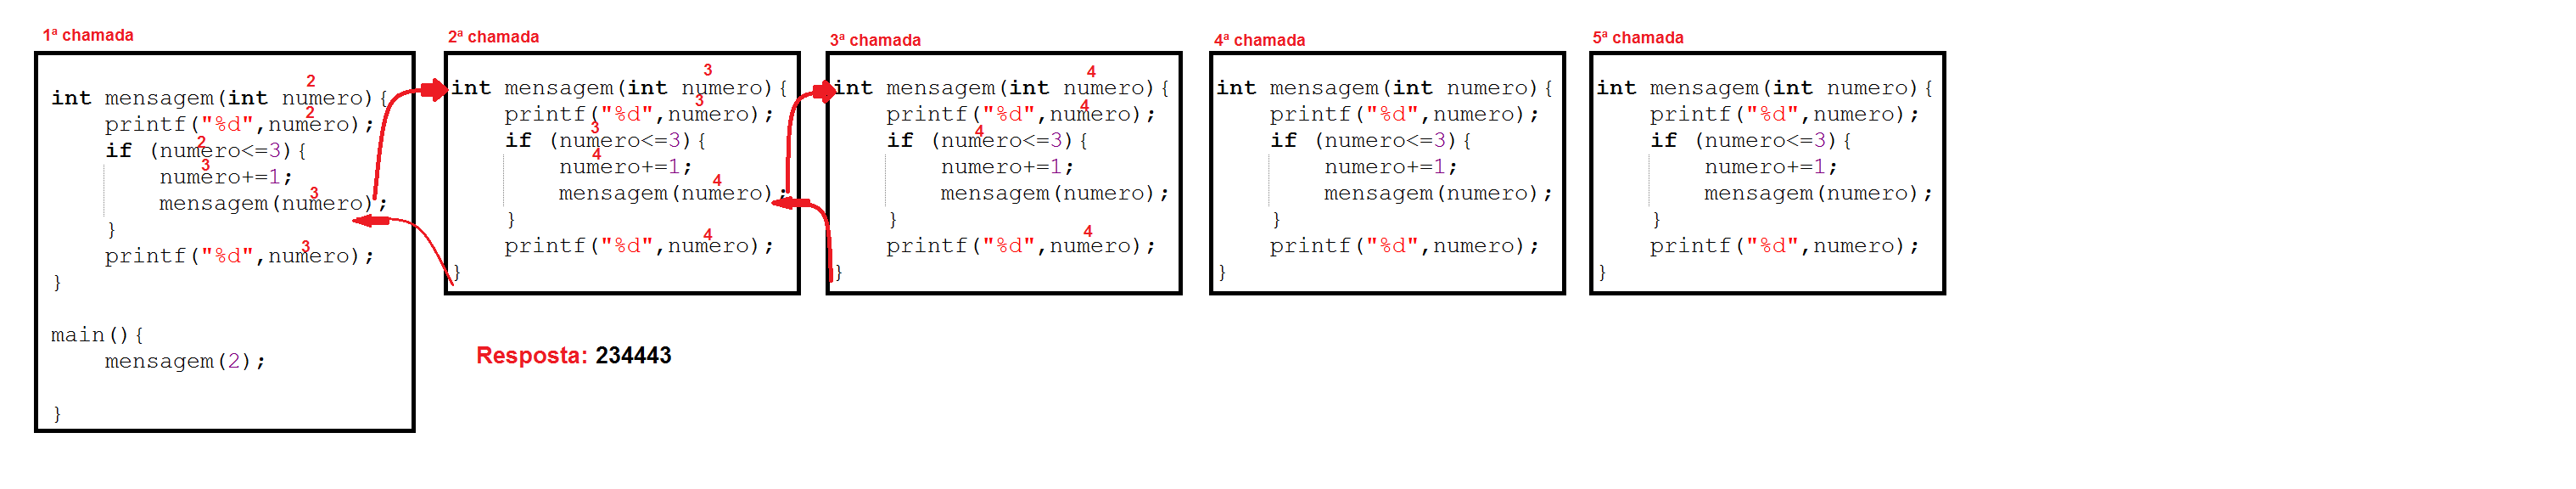 1ª chamada
2
int mensagem(int numero){
2
printf("%d",numero);
2
if (numero<=3){
3
numero+=1;
3
mensagem(numero);
}
3
printf("%d",numero);
}
main(){
mensagem(2);
}
2ª chamada
3
int mensagem(int numero){
3
printf("%d",numero);
3
if (numero<=3){
4
numero+=1;
4
mensagem(numero);
}
4
printf("%d",numero);
}
3ª chamada
4
int mensagem(int numero){
4
printf("%d",numero);
4
if (numero<=3){
numero+=1;
mensagem(numero);
}
4
printf("%d",numero);
}
4ª chamada
int mensagem(int numero){
printf("%d",numero);
if (numero<=3){
numero+=1;
mensagem(numero);
}
printf("%d",numero);
}
5ª chamada
int mensagem(int numero){
printf("%d",numero);
if (numero<=3){
numero+=1;
mensagem(numero);
}
printf("%d",numero);
}
Resposta: 234443